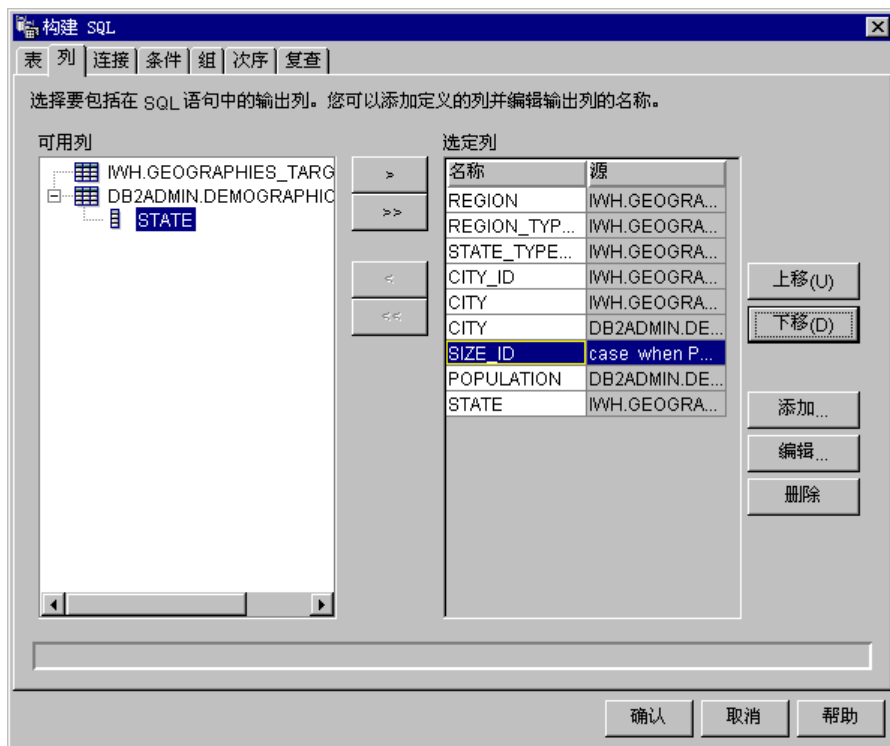 构建 SQL
表 列 连接 条件 组 次序 复查
选择要包括在 SQL 语句中的输出列。您可以添加定义的列并编辑输出列的名称。
可用列
IWH.GEOGRAPHIES_TARG
DB2ADMIN.DEMOGRAPHIC
STATE
>
>>
<
<<
选定列
名称 源
REGION IWH.GEOGRA...
REGION_TYP... IWH.GEOGRA...
STATE_TYPE... IWH.GEOGRA...
CITY_ID IWH.GEOGRA...
CITY IWH.GEOGRA...
CITY DB2ADMIN.DE...
SIZE_ID case when P...
POPULATION DB2ADMIN.DE...
STATE IWH.GEOGRA...
上移(U)
下移(D)
添加...
编辑...
删除
确认 取消 帮助